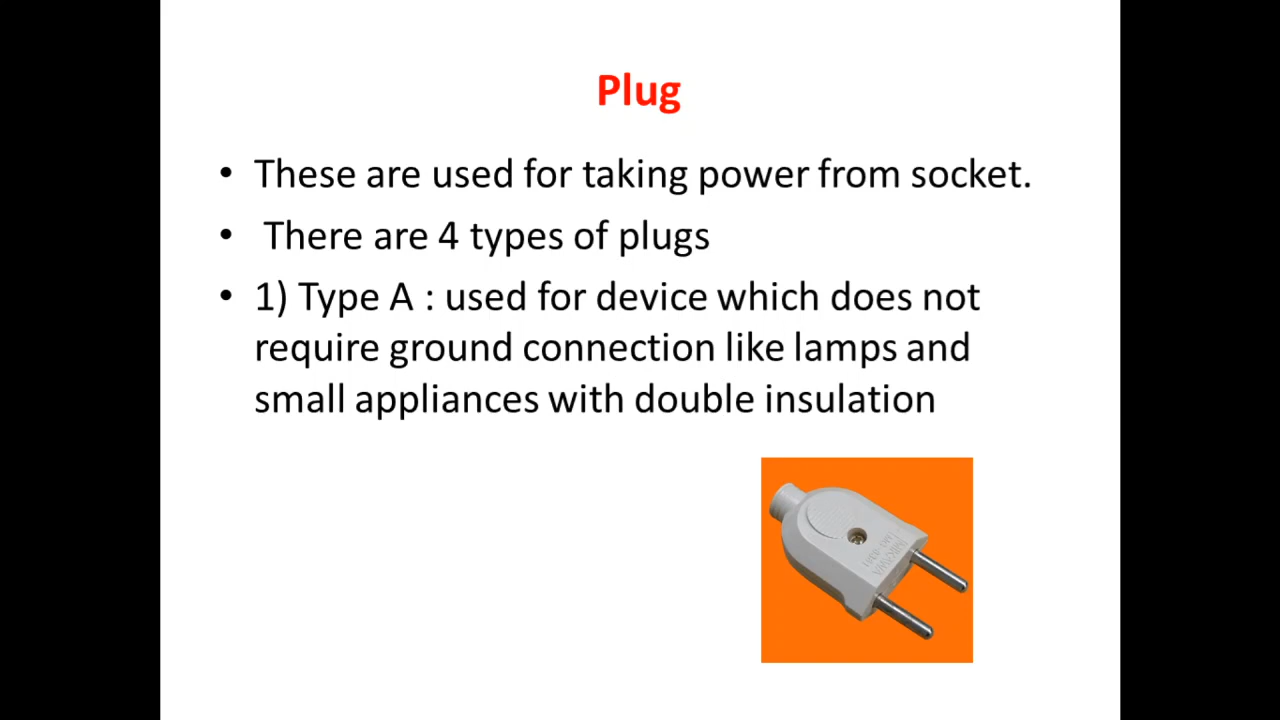 Plug
• These are used for taking power from socket.
• There are 4 types of plugs
• 1) Type A : used for device which does not
require ground connection like lamps and
small appliances with double insulation